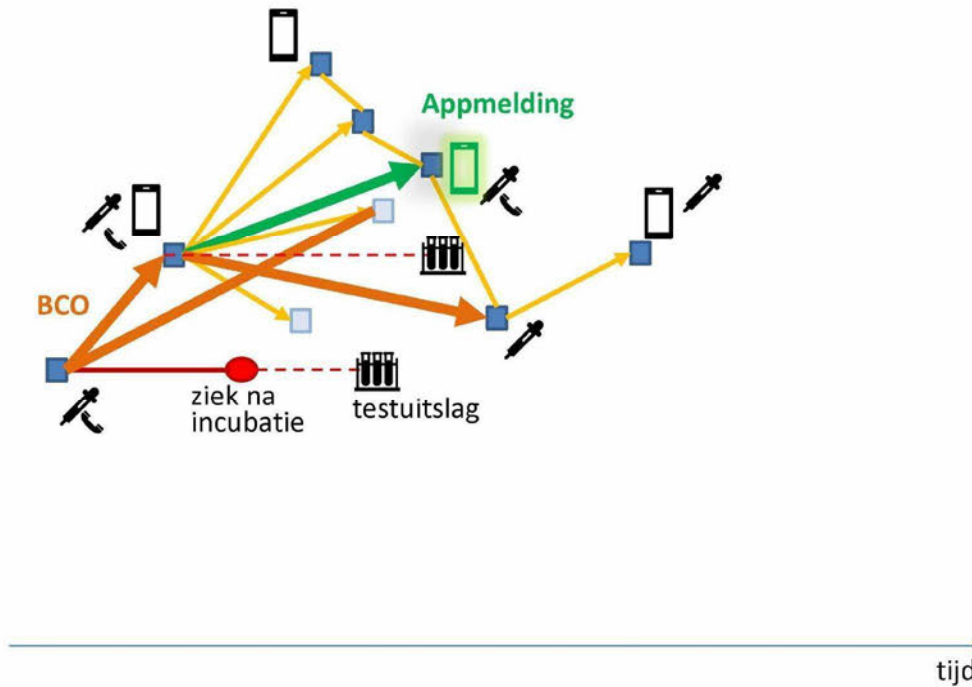 Appmelding
BCO
ziek na
incubatie
testuitslag
tijd